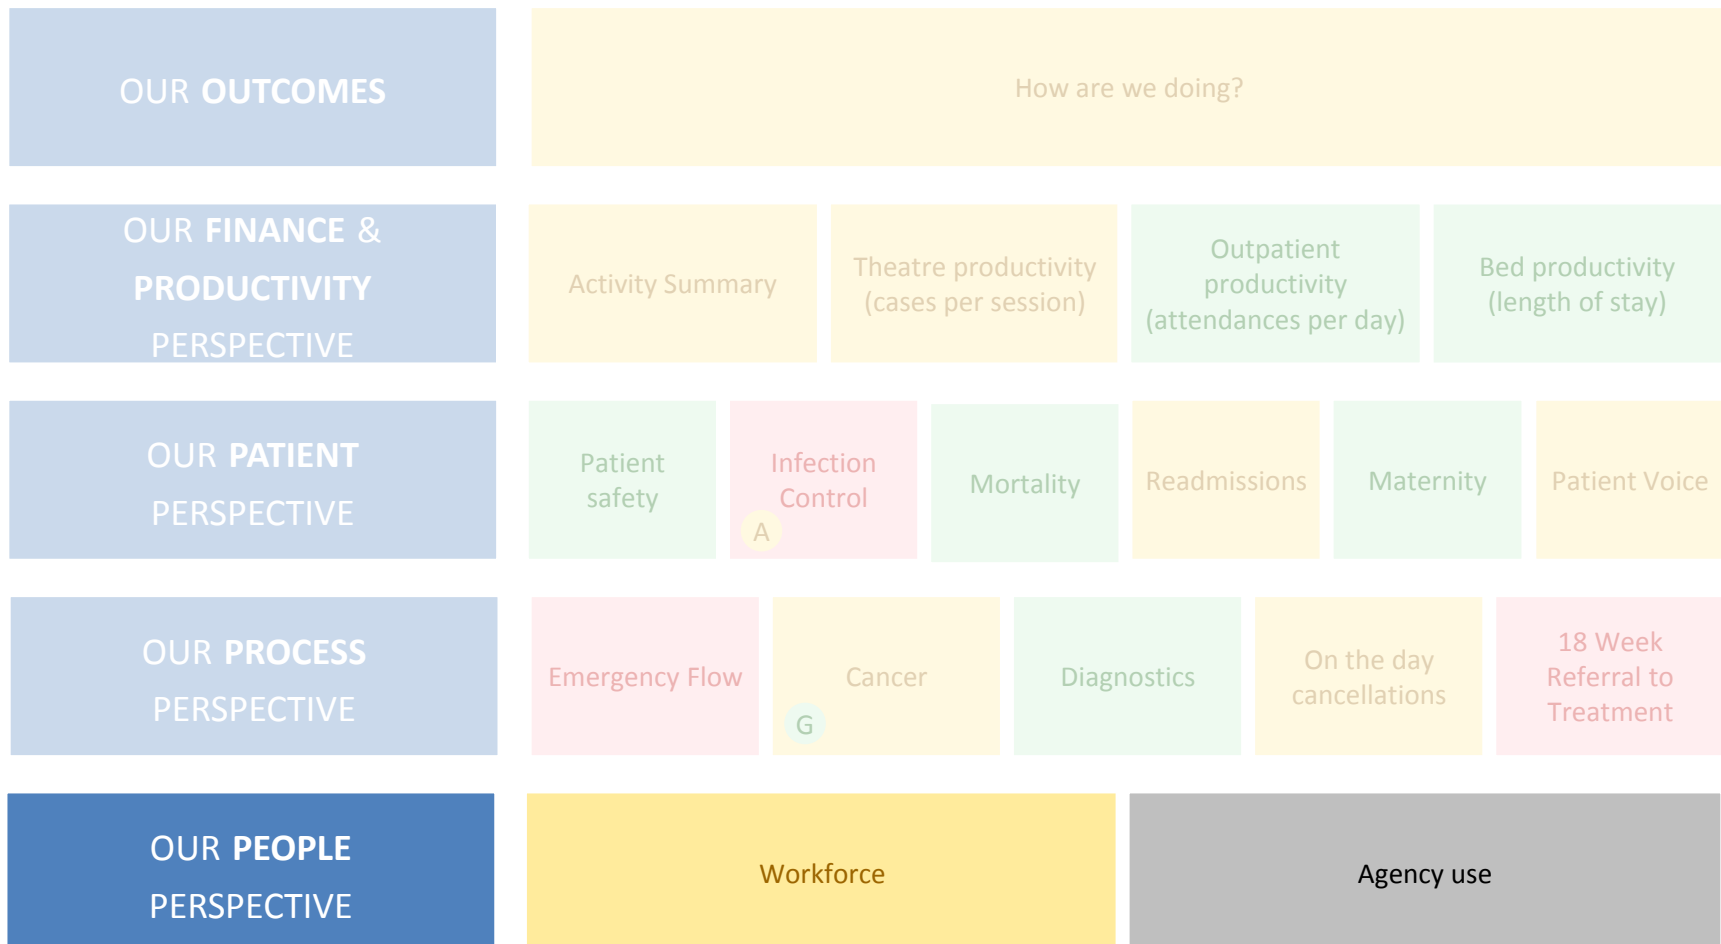 OUR OUTCOMES
How are we doing?
OUR FINANCE &
PRODUCTIVITY
PERSPECTIVE
Activity Summary
Theatre productivity
(cases per session)
Outpatient
productivity
(attendances per day)
Bed productivity
(length of stay)
OUR PATIENT
PERSPECTIVE
Patient
safety
Infection
Control
A
Mortality
Readmissions
Maternity
Patient Voice
OUR PROCESS
PERSPECTIVE
Emergency Flow
Cancer
G
Diagnostics
On the day
cancellations
18 Week
Referral to
Treatment
OUR PEOPLE
PERSPECTIVE
Workforce
Agency use